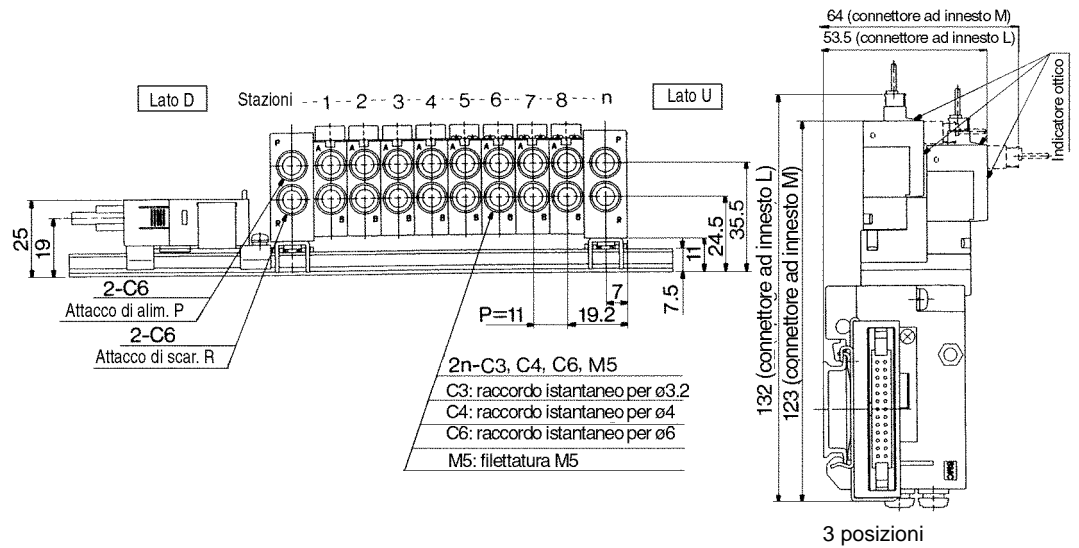 64 (connettore ad innesto M)
53.5 (connettore ad innesto L)
Indicatore ottico
Lato D
Stazioni 1 2 3 4 5 6 7 8 n
Lato U
P A A A A A A A A P
R B B B B B B B B R
25
19
35.5
24.5
11
7.5
7
19.2
P=11
2-C6
Attacco di alim. P
2-C6
Attacco di scar. R
2n-C3, C4, C6, M5
C3: raccordo istantaneo per ø3.2
C4: raccordo istantaneo per ø4
C6: raccordo istantaneo per ø6
M5: filettatura M5
132 (connettore ad innesto L)
123 (connettore ad innesto M)
SMC
3 posizioni